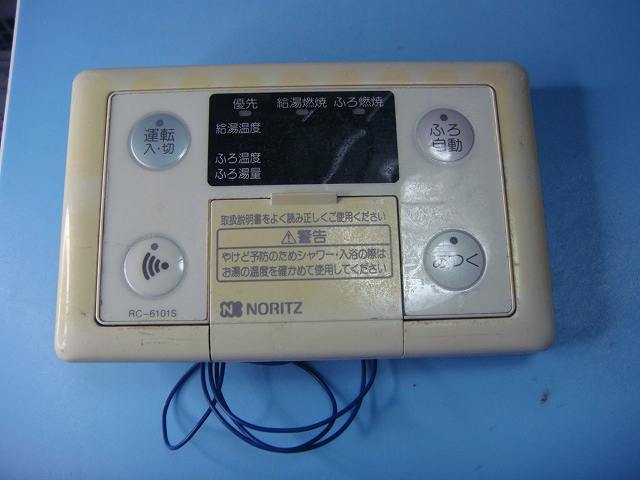 優先 給湯燃焼 ふろ燃焼
給湯温度
ふろ温度
ふろ湯量
運転
入・切
ふろ
自動
取扱説明書をよく読み正しくご使用ください
⚠警告
やけど予防のためシャワー・入浴の際は
お湯の温度を確かめて使用してください
あつく
RC-6101S
NORITZ